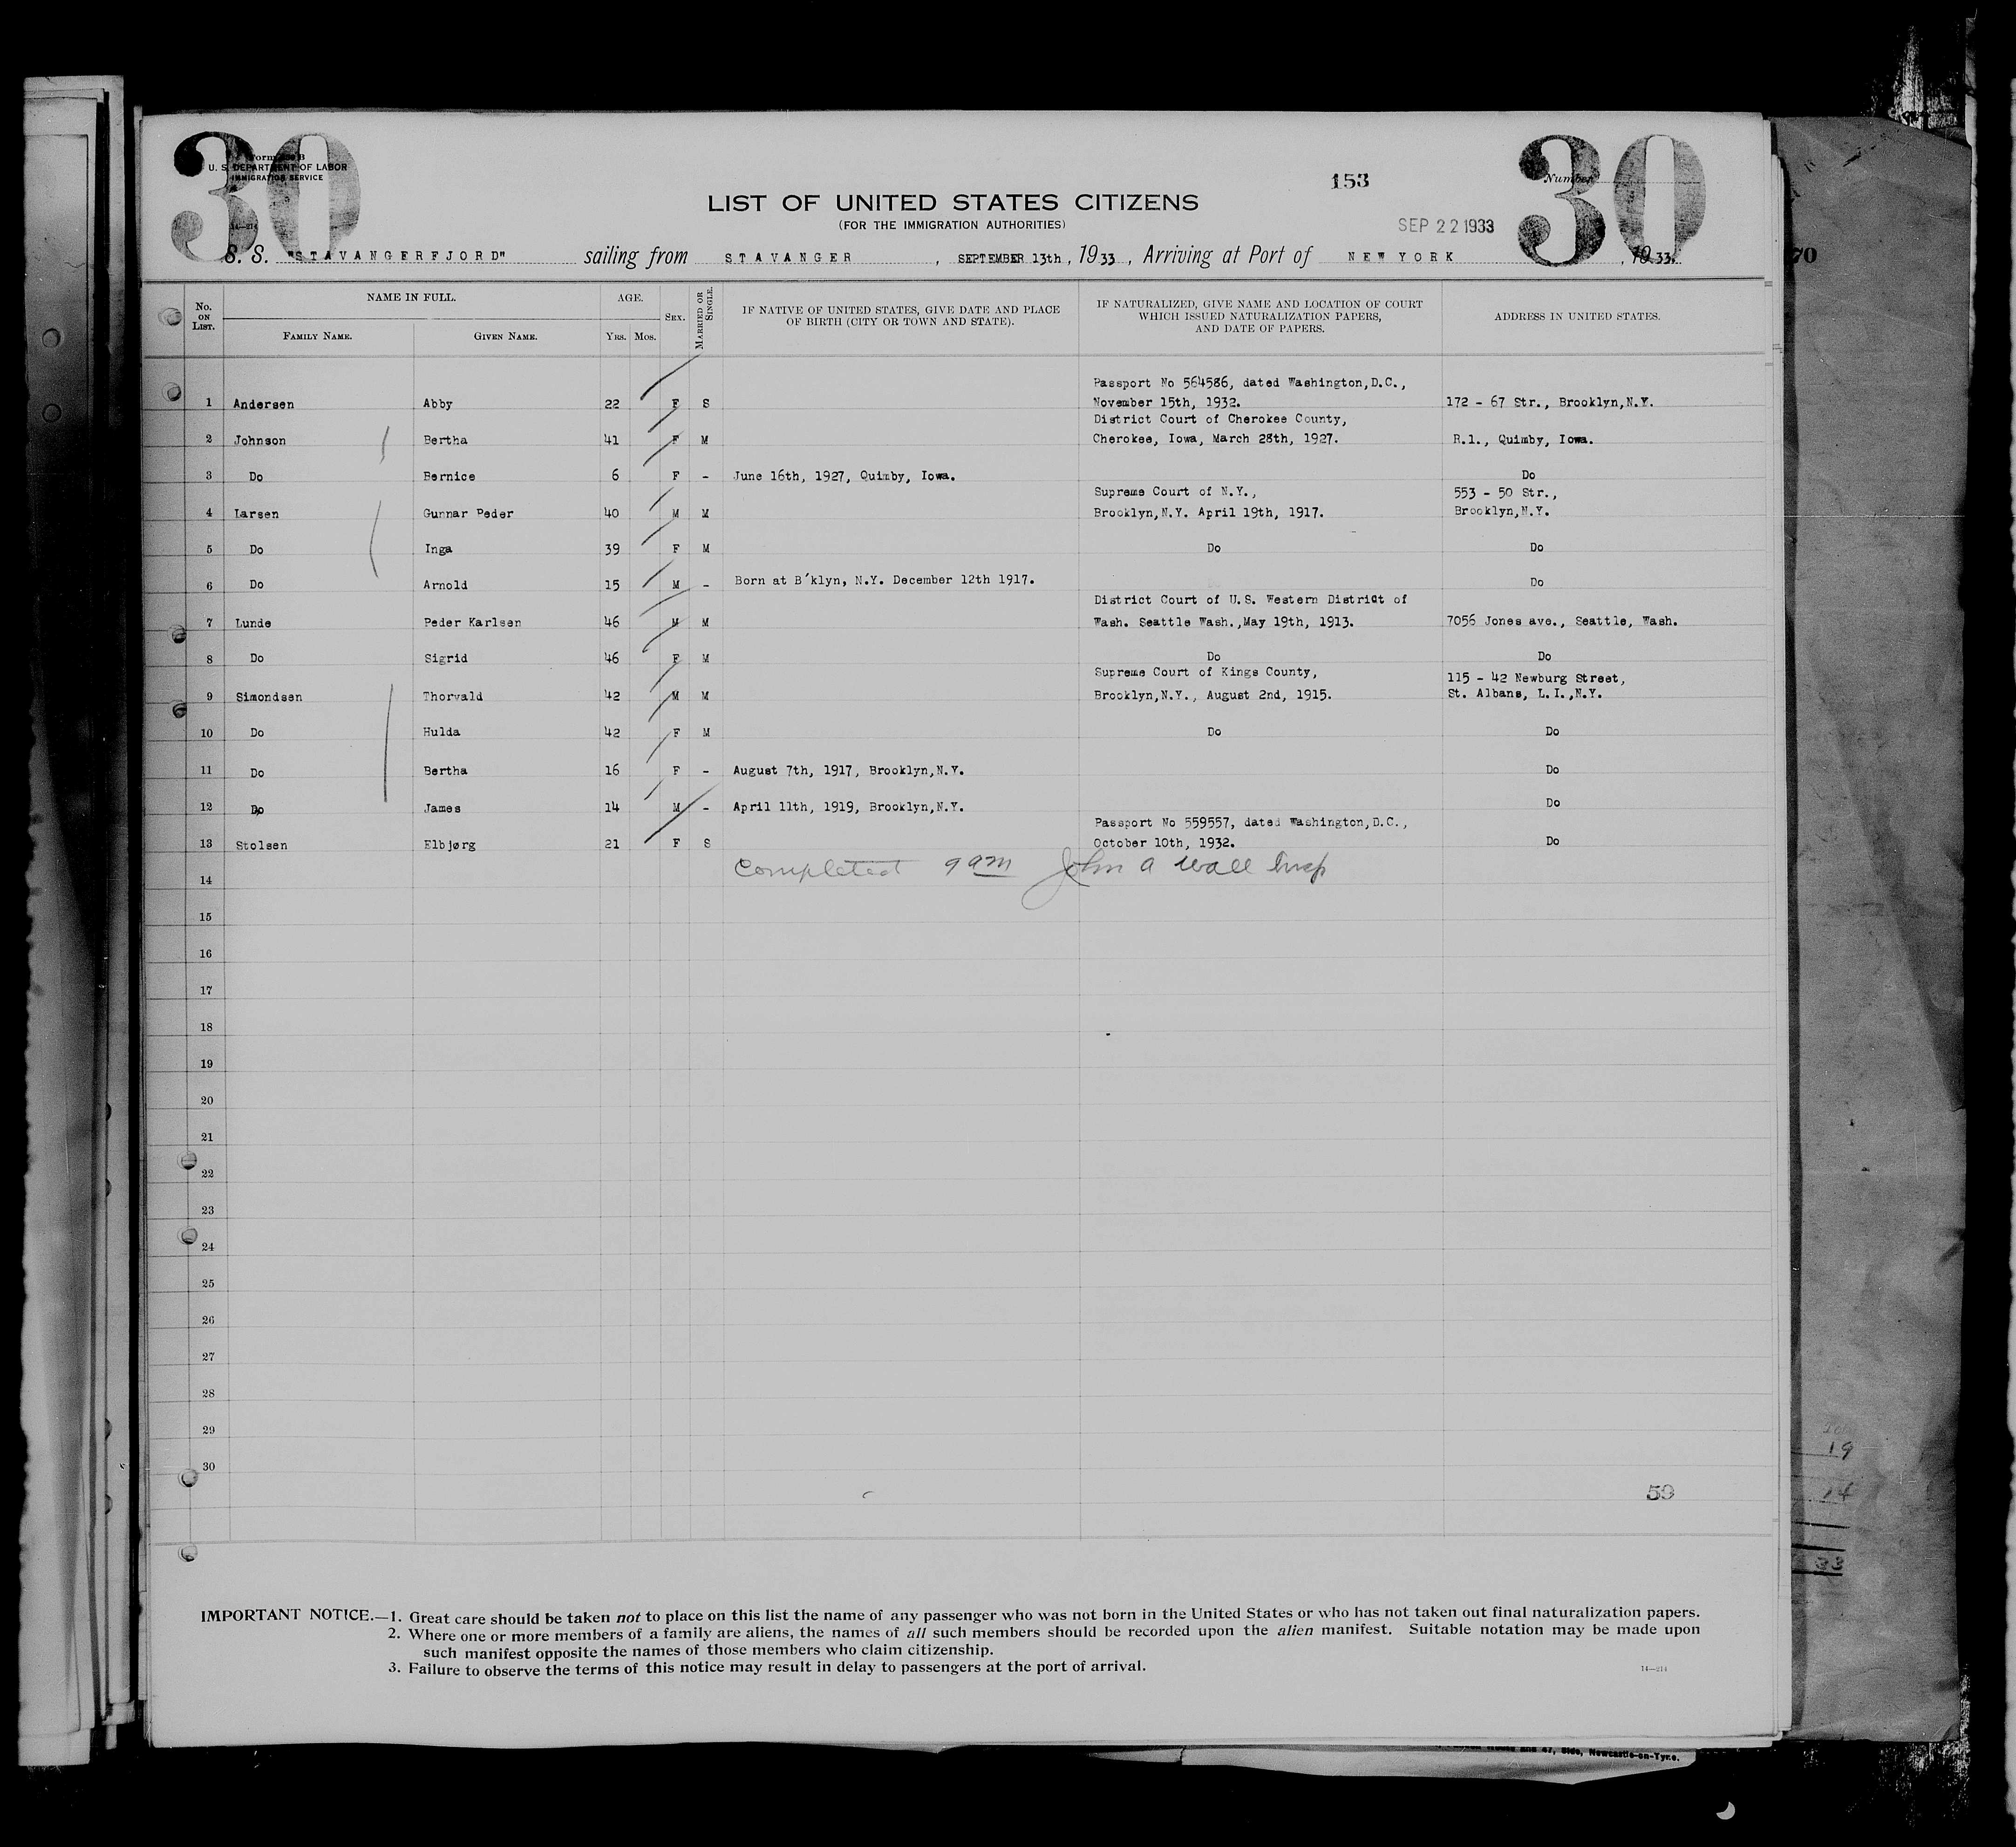 30
Form B
U. S. DEPARTMENT OF LABOR
IMMIGRATION SERVICE
14—214
153
Number
30
LIST OF UNITED STATES CITIZENS
(FOR THE IMMIGRATION AUTHORITIES)
SEP 22 1933
S. S. "STAVANGERFJORD" sailing from STAVANGER, SEPTEMBER 13th, 1933, Arriving at Port of NEW YORK, 1933.
70
No. ON LIST.
NAME IN FULL.
FAMILY NAME.
GIVEN NAME.
AGE.
YRS. MOS.
SEX.
MARRIED OR SINGLE.
IF NATIVE OF UNITED STATES, GIVE DATE AND PLACE
OF BIRTH (CITY OR TOWN AND STATE).
IF NATURALIZED, GIVE NAME AND LOCATION OF COURT
WHICH ISSUED NATURALIZATION PAPERS,
AND DATE OF PAPERS.
ADDRESS IN UNITED STATES.
Passport No 564586, dated Washington,D.C.,
1 Andersen Abby 22 F S November 15th, 1932. 172 - 67 Str., Brooklyn,N.Y.
District Court of Cherokee County,
2 Johnson Bertha 41 F M Cherokee, Iowa, March 28th, 1927. R.1., Quimby, Iowa.
3 Do Bernice 6 F - June 16th, 1927, Quimby, Iowa. Do
Supreme Court of N.Y., 553 - 50 Str.,
4 Larsen Gunnar Peder 40 M M Brooklyn,N.Y. April 19th, 1917. Brooklyn,N.Y.
5 Do Inga 39 F M Do Do
6 Do Arnold 15 M - Born at B'klyn, N.Y. December 12th 1917. Do
District Court of U.S. Western District of
7 Lunde Peder Karlsen 46 M M Wash. Seattle Wash.,May 19th, 1913. 7056 Jones ave., Seattle, Wash.
8 Do Sigrid 46 F M Do Do
Supreme Court of Kings County, 115 - 42 Newburg Street,
9 Simondsen Thorvald 42 M M Brooklyn,N.Y., August 2nd, 1915. St. Albans, L.I.,N.Y.
10 Do Hulda 42 F M Do Do
11 Do Bertha 16 F - August 7th, 1917, Brooklyn,N.Y. Do
12 Do James 14 M - April 11th, 1919, Brooklyn,N.Y. Do
Passport No 559557, dated Washington,D.C.,
13 Stolsen Elbjørg 21 F S October 10th, 1932. Do
completed 9 am John A Wall Insp
14
15
16
17
18
19
20
21
22
23
24
25
26
27
28
29
30
19
14
33
50
IMPORTANT NOTICE.—1. Great care should be taken not to place on this list the name of any passenger who was not born in the United States or who has not taken out final naturalization papers.
2. Where one or more members of a family are aliens, the names of all such members should be recorded upon the alien manifest. Suitable notation may be made upon
such manifest opposite the names of those members who claim citizenship.
3. Failure to observe the terms of this notice may result in delay to passengers at the port of arrival.
14—214
and 47, Side, Newcastle-on-Tyne.